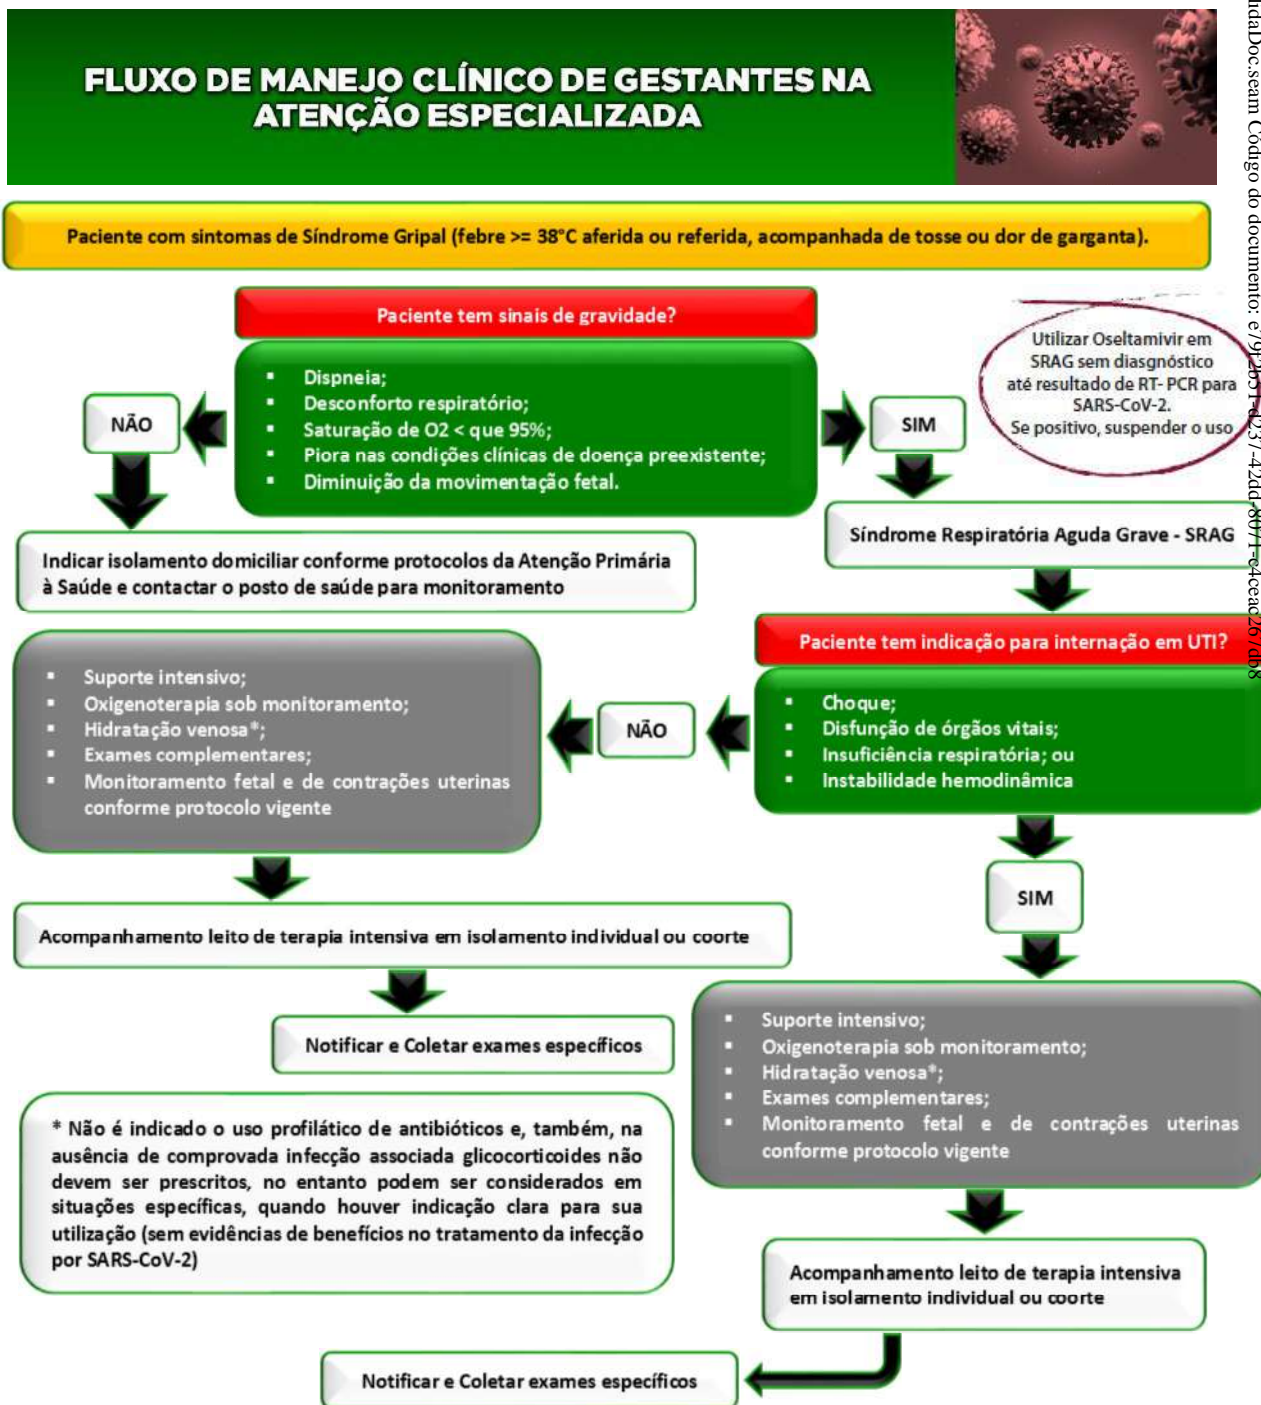 FLUXO DE MANEJO CLÍNICO DE GESTANTES NA
ATENÇÃO ESPECIALIZADA
Paciente com sintomas de Síndrome Gripal (febre >= 38°C aferida ou referida, acompanhada de tosse ou dor de garganta).
Paciente tem sinais de gravidade?
▪ Dispneia;
▪ Desconforto respiratório;
▪ Saturação de O2 < que 95%;
▪ Piora nas condições clínicas de doença preexistente;
▪ Diminuição da movimentação fetal.
NÃO
SIM
Utilizar Oseltamivir em
SRAG sem diasgnóstico
até resultado de RT- PCR para
SARS-CoV-2.
Se positivo, suspender o uso
Indicar isolamento domiciliar conforme protocolos da Atenção Primária
à Saúde e contactar o posto de saúde para monitoramento
Síndrome Respiratória Aguda Grave - SRAG
Paciente tem indicação para internação em UTI?
▪ Choque;
▪ Disfunção de órgãos vitais;
▪ Insuficiência respiratória; ou
▪ Instabilidade hemodinâmica
NÃO
▪ Suporte intensivo;
▪ Oxigenoterapia sob monitoramento;
▪ Hidratação venosa*;
▪ Exames complementares;
▪ Monitoramento fetal e de contrações uterinas
conforme protocolo vigente
Acompanhamento leito de terapia intensiva em isolamento individual ou coorte
Notificar e Coletar exames específicos
* Não é indicado o uso profilático de antibióticos e, também, na
ausência de comprovada infecção associada glicocorticoides não
devem ser prescritos, no entanto podem ser considerados em
situações específicas, quando houver indicação clara para sua
utilização (sem evidências de benefícios no tratamento da infecção
por SARS-CoV-2)
SIM
▪ Suporte intensivo;
▪ Oxigenoterapia sob monitoramento;
▪ Hidratação venosa*;
▪ Exames complementares;
▪ Monitoramento fetal e de contrações uterinas
conforme protocolo vigente
Acompanhamento leito de terapia intensiva
em isolamento individual ou coorte
Notificar e Coletar exames específicos
Código do documento: